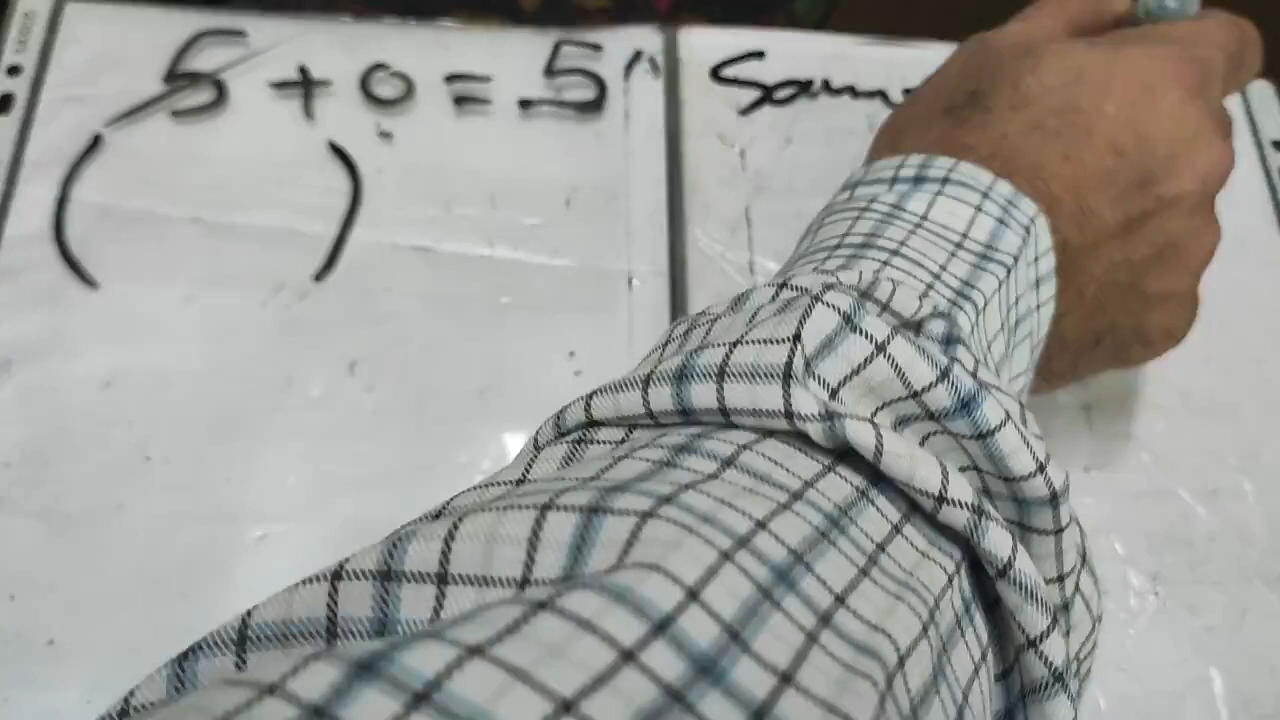 5 + 0 = 5
( )